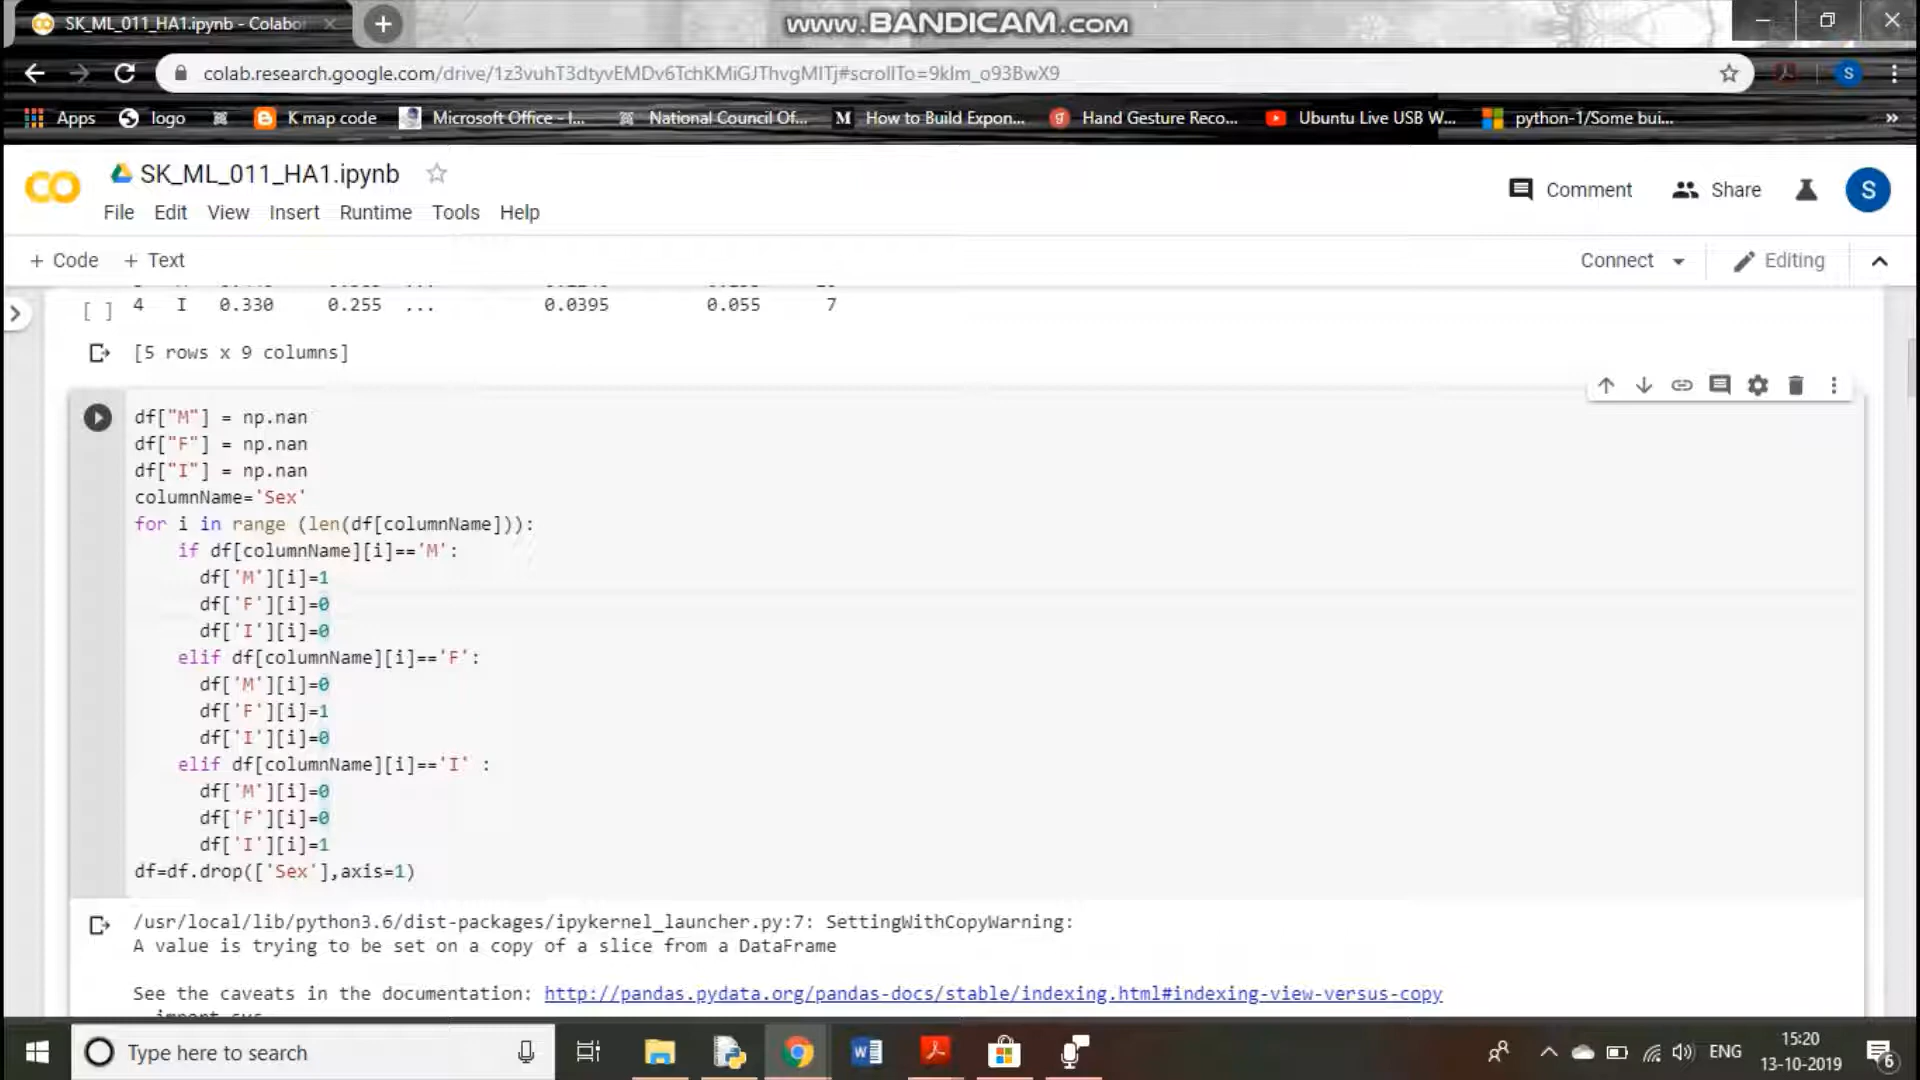 SK_ML_011_HA1.ipynb - Colabor
www.BANDICAM.com
colab.research.google.com/drive/1z3vuhT3dtyvEMDv6TchKMiGJThvgMITj#scrollTo=9klm_o93BwX9
S
Apps logo K map code Microsoft Office - I... National Council Of... M How to Build Expon... g Hand Gesture Reco... Ubuntu Live USB W... python-1/Some bui... »
CO SK_ML_011_HA1.ipynb
Comment Share S
File Edit View Insert Runtime Tools Help
+ Code + Text Connect Editing
[ ] 4 I 0.330 0.255 ... 0.0395 0.055 7
[5 rows x 9 columns]
df["M"] = np.nan
df["F"] = np.nan
df["I"] = np.nan
columnName='Sex'
for i in range (len(df[columnName])):
if df[columnName][i]=='M':
df['M'][i]=1
df['F'][i]=0
df['I'][i]=0
elif df[columnName][i]=='F':
df['M'][i]=0
df['F'][i]=1
df['I'][i]=0
elif df[columnName][i]=='I' :
df['M'][i]=0
df['F'][i]=0
df['I'][i]=1
df=df.drop(['Sex'],axis=1)
/usr/local/lib/python3.6/dist-packages/ipykernel_launcher.py:7: SettingWithCopyWarning:
A value is trying to be set on a copy of a slice from a DataFrame
See the caveats in the documentation: http://pandas.pydata.org/pandas-docs/stable/indexing.html#indexing-view-versus-copy
import sys
Type here to search
ENG
15:20
13-10-2019
6